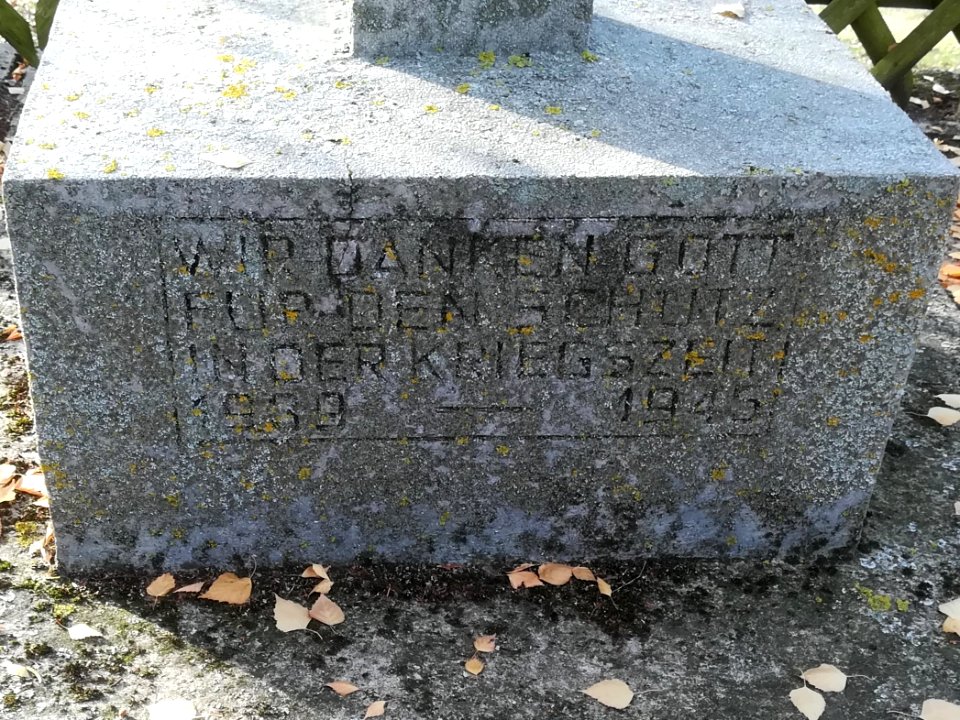 WIR DANKEN GOTT
FÜR DEN SCHUTZ
IN DER KRIEGSZEIT
1939 — 1945